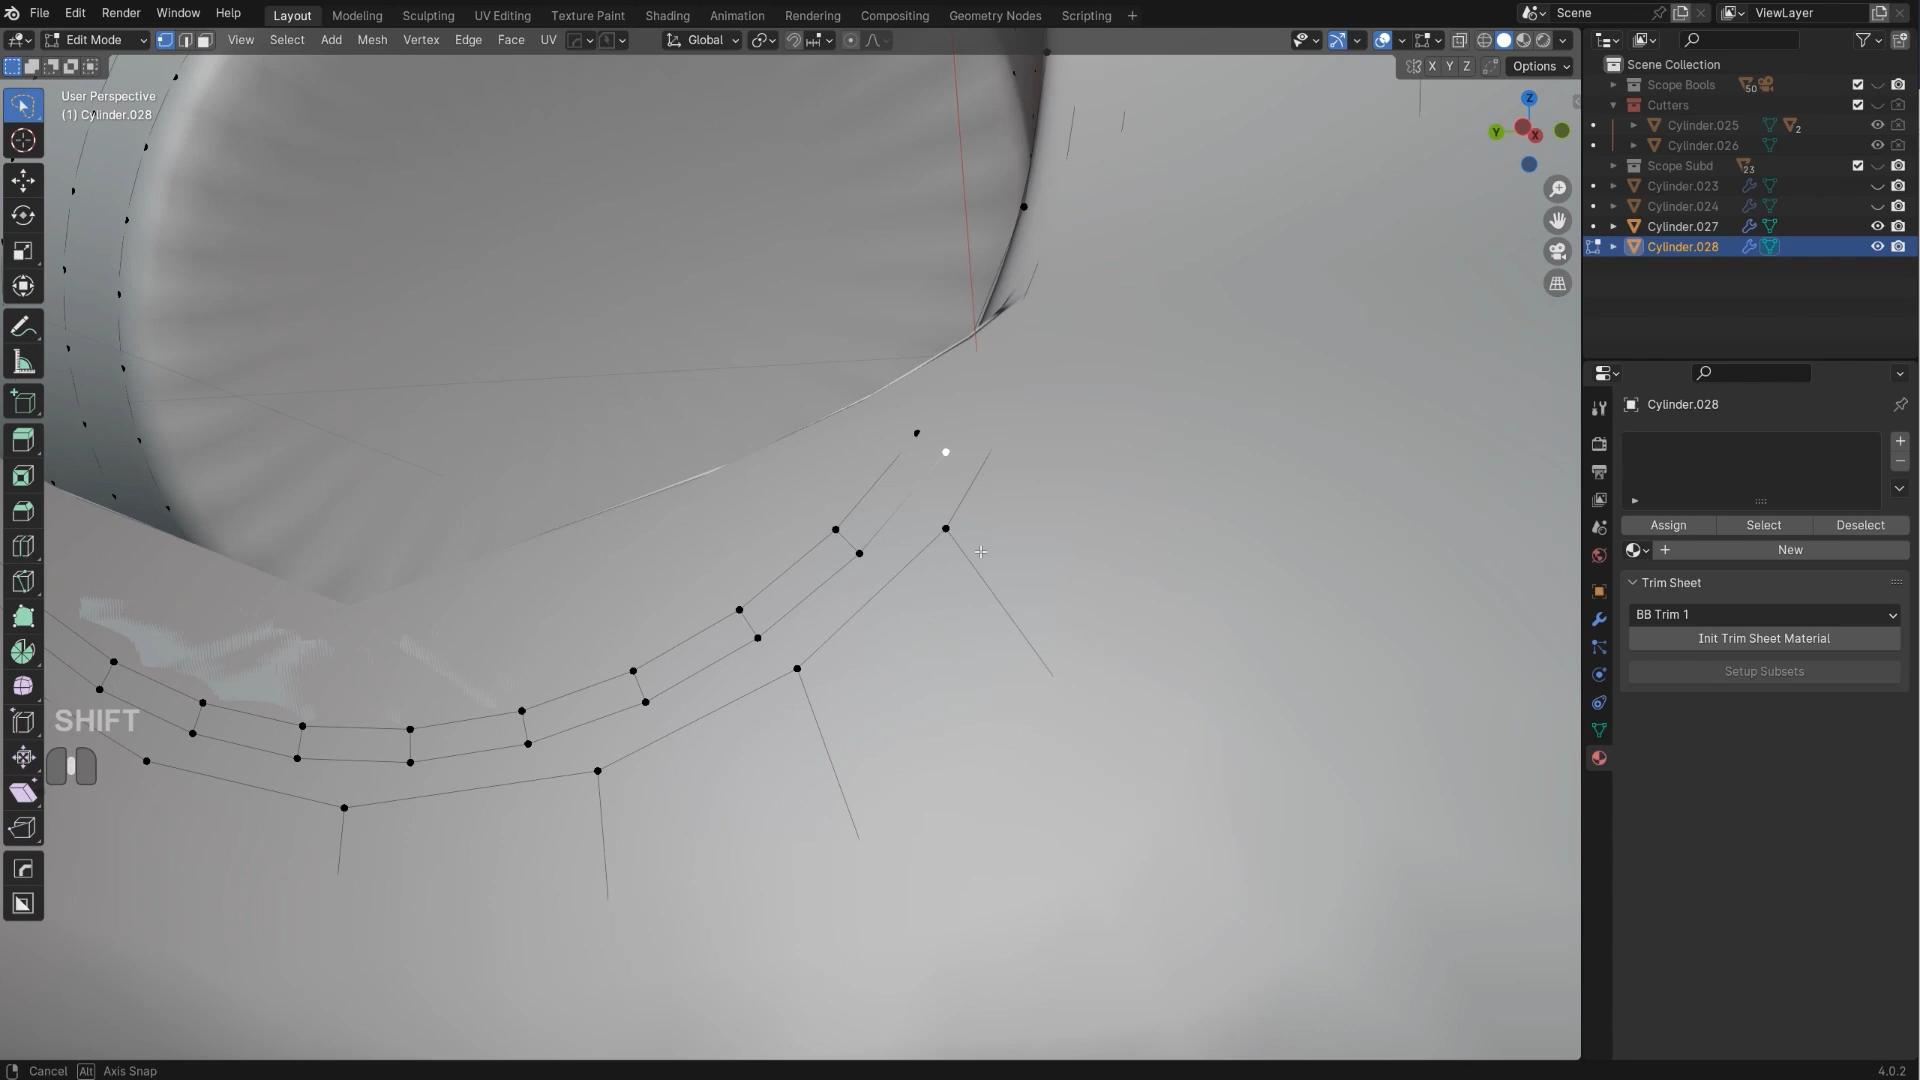 File Edit Render Window Help Layout Modeling Sculpting UV Editing Texture Paint Shading Animation Rendering Compositing Geometry Nodes Scripting + Scene ViewLayer
Edit Mode View Select Add Mesh Vertex Edge Face UV Global
X Y Z Options
User Perspective
(1) Cylinder.028
Z
Y
X
SHIFT
Scene Collection
Scope Bools 50
Cutters
Cylinder.025 2
Cylinder.026
Scope Subd 23
Cylinder.023
Cylinder.024
Cylinder.027
Cylinder.028
Cylinder.028
Assign Select Deselect
New
Trim Sheet
BB Trim 1
Init Trim Sheet Material
Setup Subsets
Cancel Alt Axis Snap
4.0.2